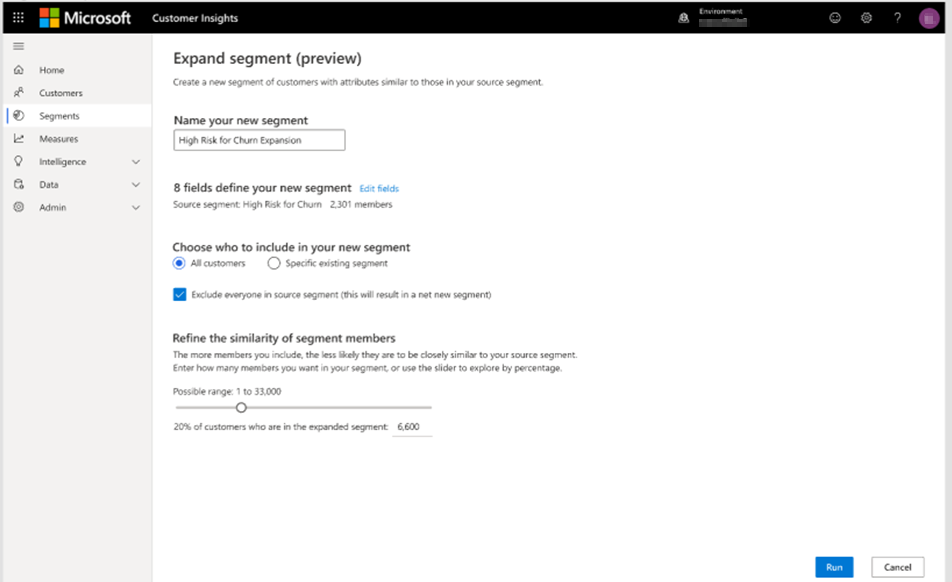 Microsoft Customer Insights
Environment
Home
Customers
Segments
Measures
Intelligence
Data
Admin
Expand segment (preview)
Create a new segment of customers with attributes similar to those in your source segment.
Name your new segment
High Risk for Churn Expansion
8 fields define your new segment Edit fields
Source segment: High Risk for Churn 2,301 members
Choose who to include in your new segment
All customers Specific existing segment
Exclude everyone in source segment (this will result in a net new segment)
Refine the similarity of segment members
The more members you include, the less likely they are to be closely similar to your source segment.
Enter how many members you want in your segment, or use the slider to explore by percentage.
Possible range: 1 to 33,000
20% of customers who are in the expanded segment: 6,600
Run Cancel